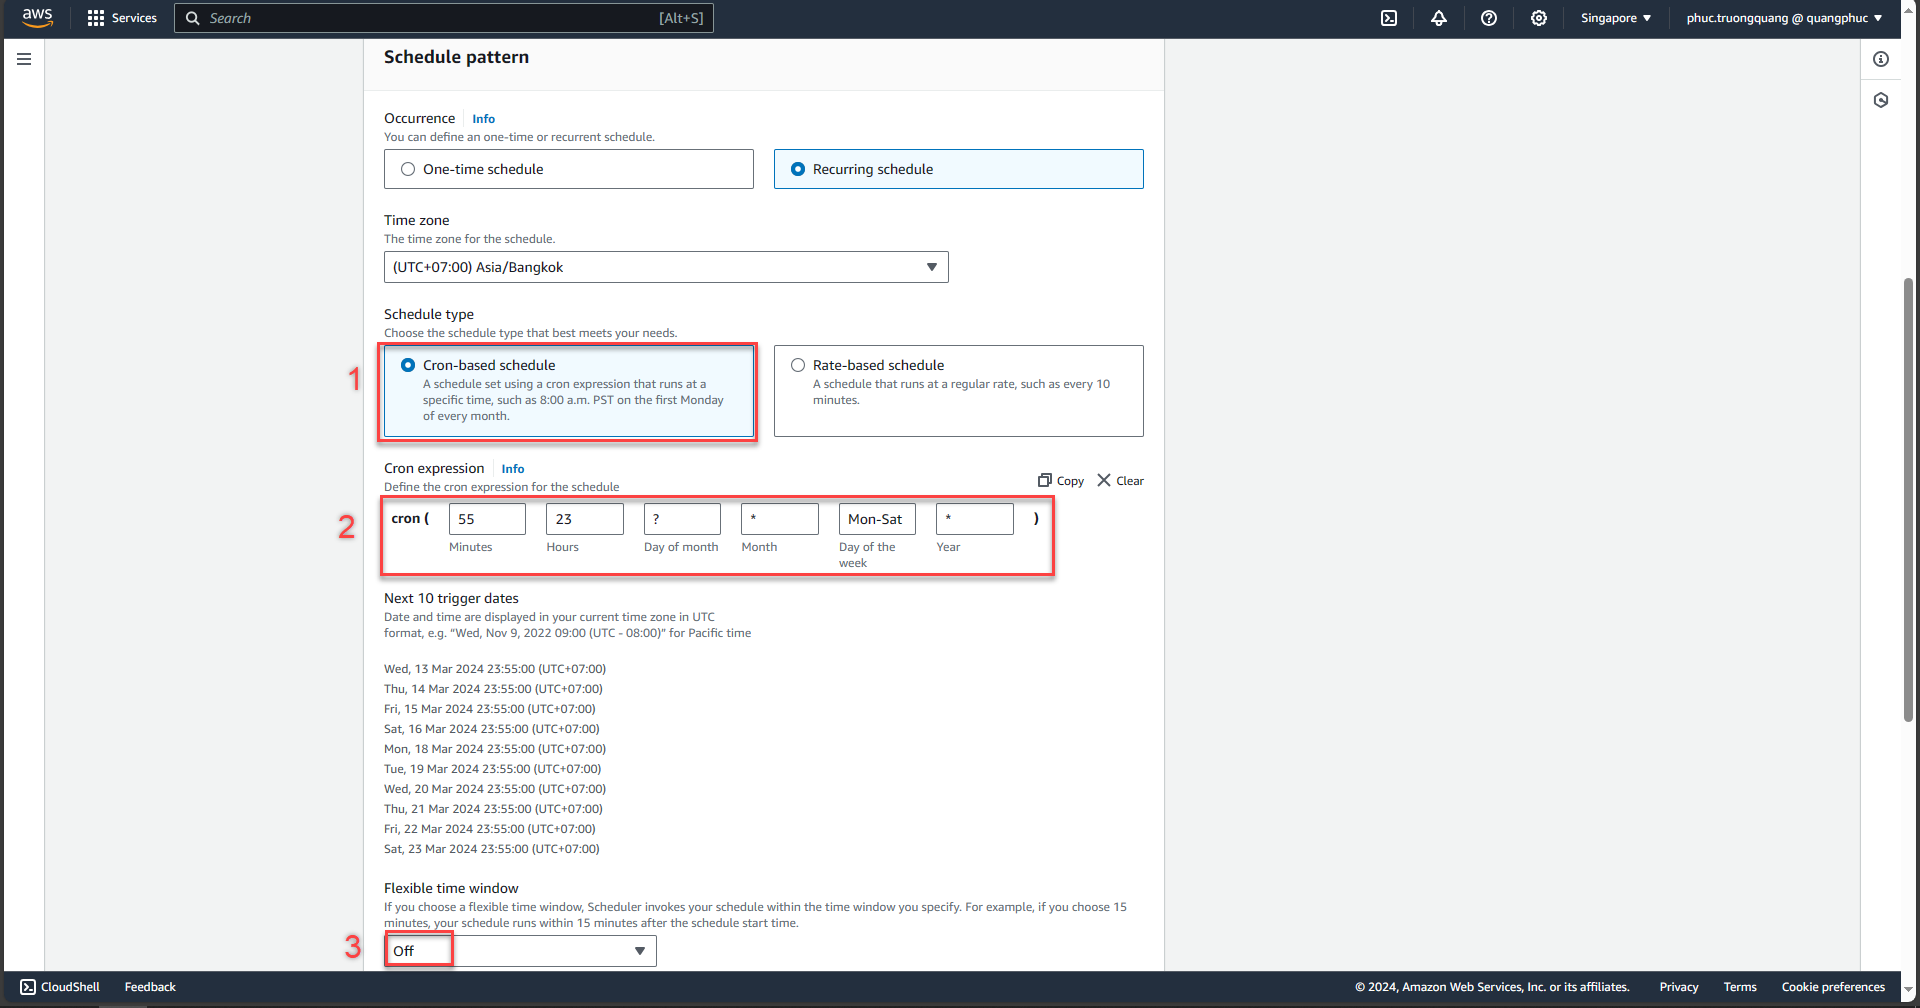 aws
Services
Search
[Alt+S]
Singapore ▼
phuc.truongquang @ quangphuc ▼
Schedule pattern
Occurrence
Info
You can define an one-time or recurrent schedule.
One-time schedule
Recurring schedule
Time zone
The time zone for the schedule.
(UTC+07:00) Asia/Bangkok
Schedule type
Choose the schedule type that best meets your needs.
1
Cron-based schedule
A schedule set using a cron expression that runs at a
specific time, such as 8:00 a.m. PST on the first Monday
of every month.
Rate-based schedule
A schedule that runs at a regular rate, such as every 10
minutes.
Cron expression
Info
Define the cron expression for the schedule
Copy
Clear
2
cron ( 55 23 ? * Mon-Sat * )
Minutes
Hours
Day of month
Month
Day of the
week
Year
Next 10 trigger dates
Date and time are displayed in your current time zone in UTC
format, e.g. “Wed, Nov 9, 2022 09:00 (UTC - 08:00)” for Pacific time
Wed, 13 Mar 2024 23:55:00 (UTC+07:00)
Thu, 14 Mar 2024 23:55:00 (UTC+07:00)
Fri, 15 Mar 2024 23:55:00 (UTC+07:00)
Sat, 16 Mar 2024 23:55:00 (UTC+07:00)
Mon, 18 Mar 2024 23:55:00 (UTC+07:00)
Tue, 19 Mar 2024 23:55:00 (UTC+07:00)
Wed, 20 Mar 2024 23:55:00 (UTC+07:00)
Thu, 21 Mar 2024 23:55:00 (UTC+07:00)
Fri, 22 Mar 2024 23:55:00 (UTC+07:00)
Sat, 23 Mar 2024 23:55:00 (UTC+07:00)
Flexible time window
If you choose a flexible time window, Scheduler invokes your schedule within the time window you specify. For example, if you choose 15
minutes, your schedule runs within 15 minutes after the schedule start time.
3
Off
CloudShell
Feedback
© 2024, Amazon Web Services, Inc. or its affiliates.
Privacy
Terms
Cookie preferences